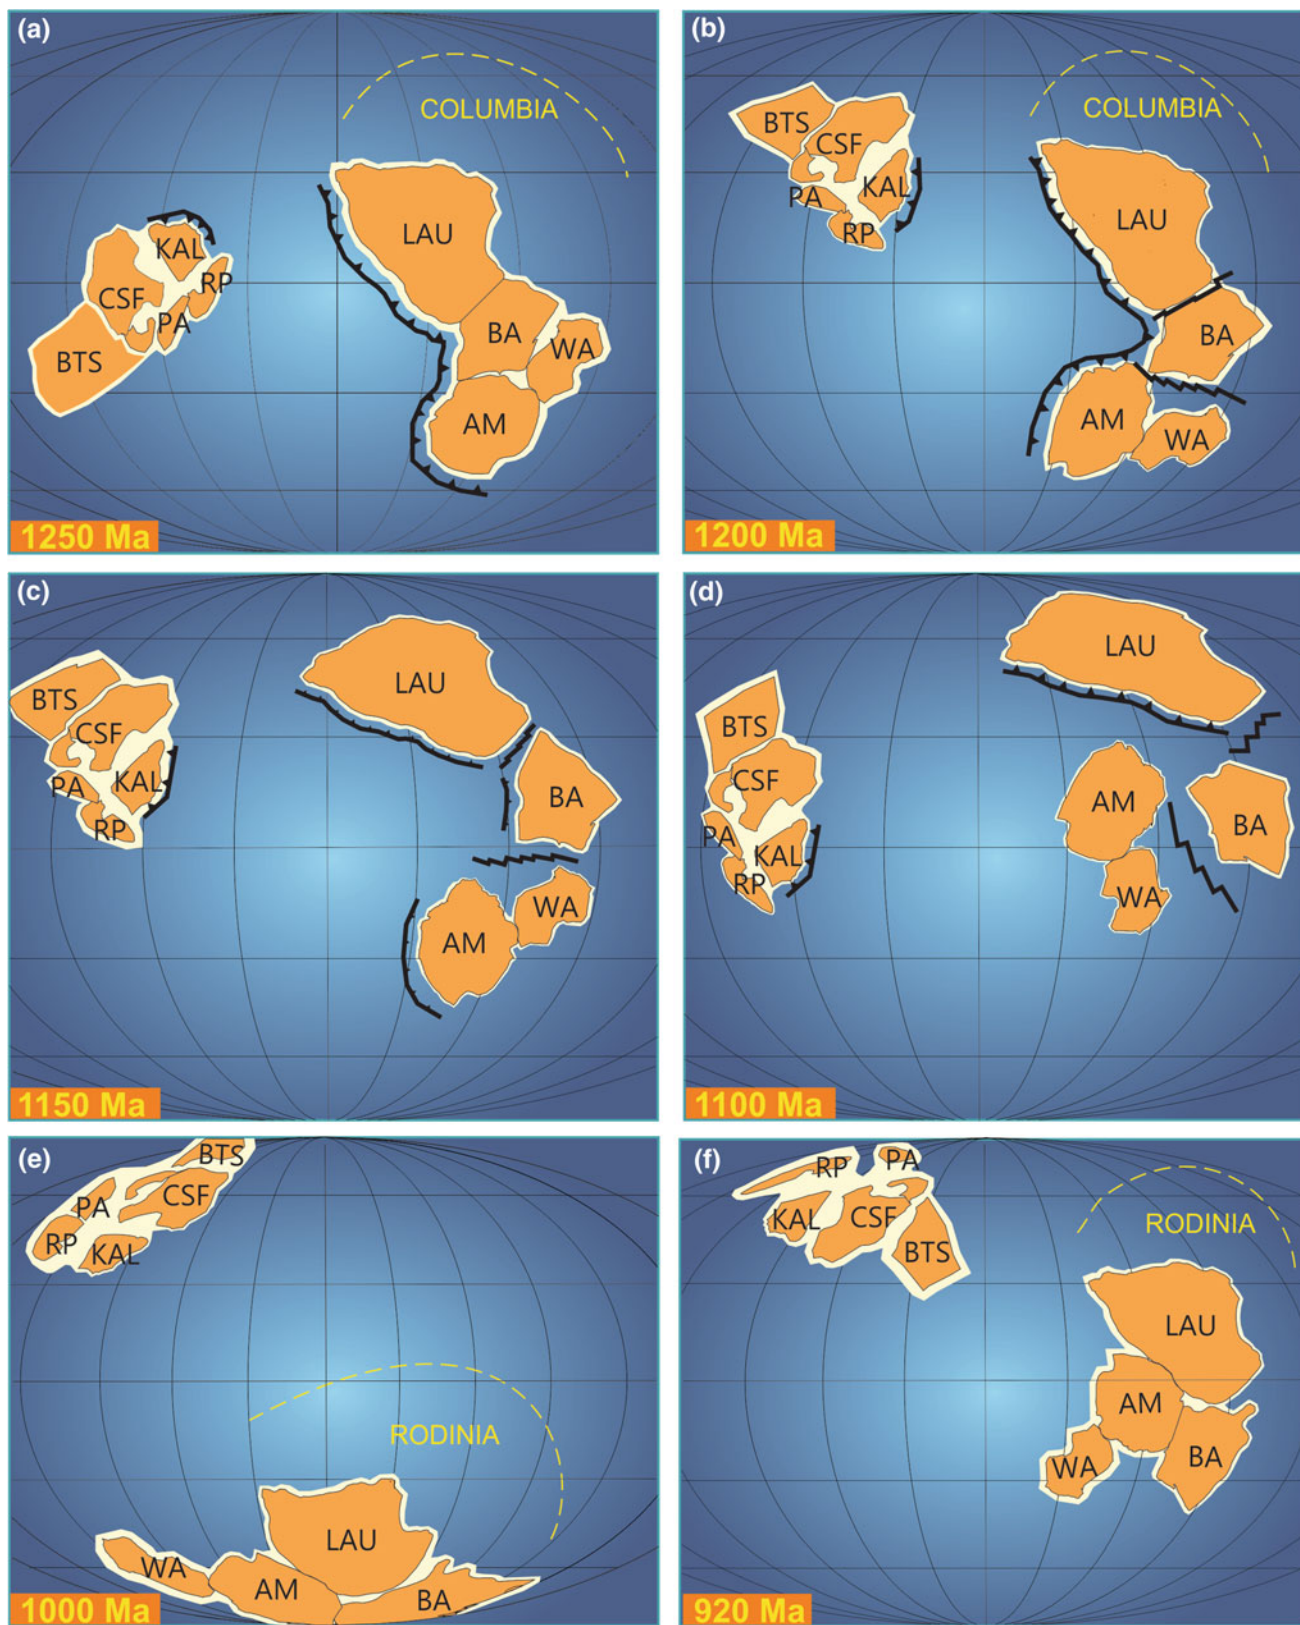 (a)
COLUMBIA
LAU
KAL
RP
CSF
PA
BA
WA
BTS
AM
1250 Ma
(b)
COLUMBIA
BTS
CSF
KAL
PA
RP
LAU
BA
AM
WA
1200 Ma
(c)
LAU
BTS
CSF
PA
KAL
RP
BA
WA
AM
1150 Ma
(d)
LAU
BTS
CSF
AM
PA
KAL
BA
RP
WA
1100 Ma
(e)
BTS
CSF
PA
RP
KAL
RODINIA
LAU
WA
AM
BA
1000 Ma
(f)
RP
PA
KAL
CSF
BTS
RODINIA
LAU
AM
WA
BA
920 Ma